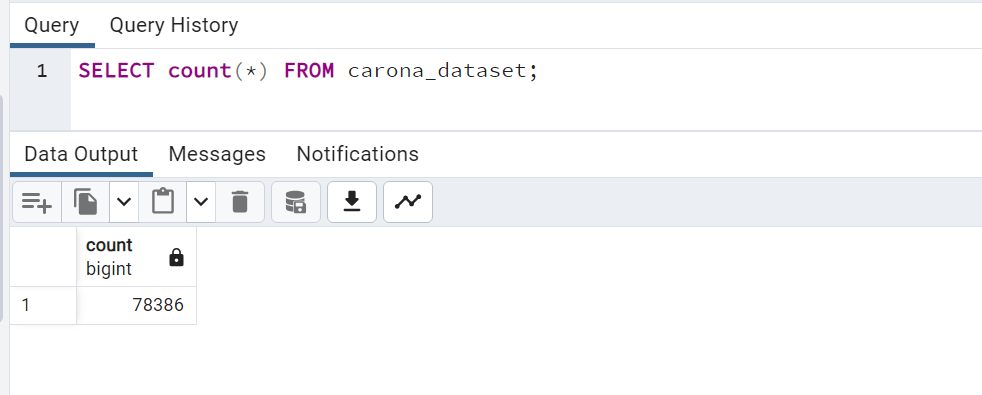 Query Query History
1 SELECT count(*) FROM carona_dataset;
Data Output Messages Notifications
count
bigint
1 78386